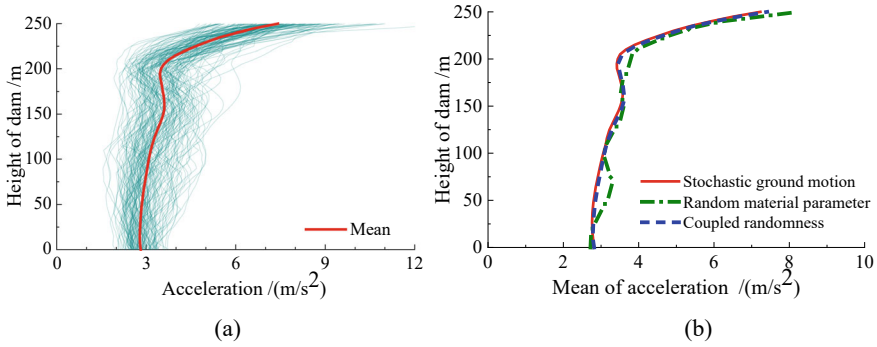 250
200
150
100
50
0
Height of dam /m
Mean
0 3 6 9 12
Acceleration /(m/s²)
(a)
250
200
150
100
50
0
Height of dam /m
Stochastic ground motion
Random material parameter
Coupled randomness
0 2 4 6 8 10
Mean of acceleration /(m/s²)
(b)